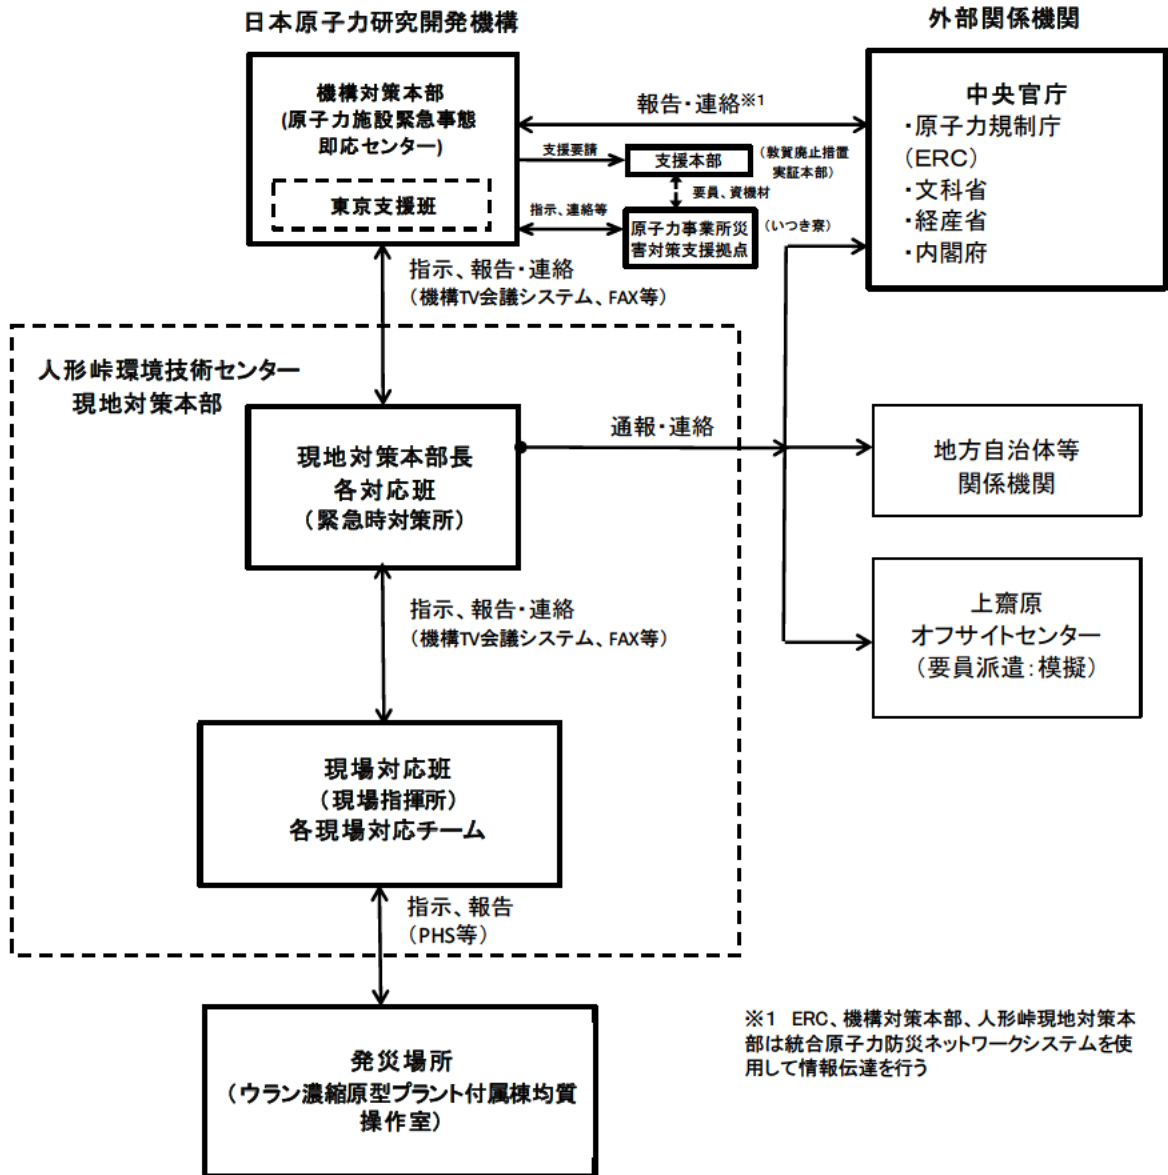 日本原子力研究開発機構
外部関係機関
機構対策本部
(原子力施設緊急事態
即応センター)
東京支援班
報告・連絡※1
支援要請
支援本部
(敦賀廃止措置
実証本部)
要員、資機材
指示、連絡等
原子力事業所災
害対策支援拠点
(いつき寮)
中央官庁
・原子力規制庁
(ERC)
・文科省
・経産省
・内閣府
指示、報告・連絡
(機構TV会議システム、FAX等)
人形峠環境技術センター
現地対策本部
現地対策本部長
各対応班
(緊急時対策所)
通報・連絡
地方自治体等
関係機関
指示、報告・連絡
(機構TV会議システム、FAX等)
上齋原
オフサイトセンター
(要員派遣:模擬)
現場対応班
(現場指揮所)
各現場対応チーム
指示、報告
(PHS等)
発災場所
(ウラン濃縮原型プラント付属棟均質
操作室)
※1 ERC、機構対策本部、人形峠現地対策本
部は統合原子力防災ネットワークシステムを使
用して情報伝達を行う